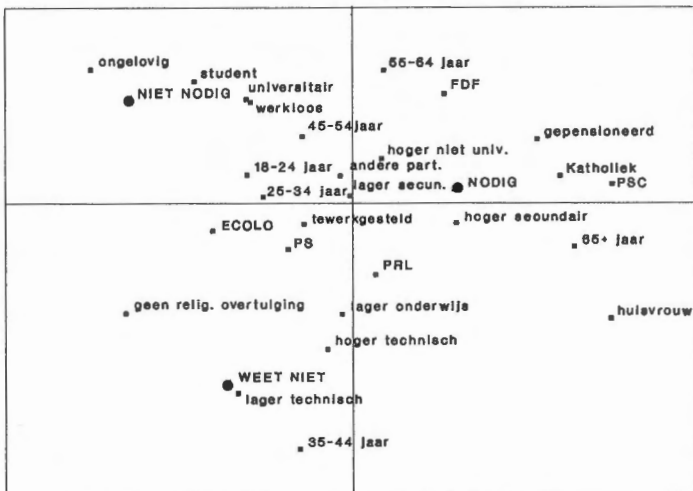 ongelovig
55-64 jaar
student
FDF
universitair
NIET NODIG
werkloos
45-54jaar
gepensioneerd
hoger niet univ.
18-24 jaar
andere part.
Katholiek
lager secun.
NODIG
PSC
25-34 jaar
tewerkgesteld
hoger secundair
ECOLO
PS
65+ jaar
PRL
geen relig. overtuiging
lager onderwijs
huisvrouw
hoger technisch
WEET NIET
lager technisch
35-44 jaar